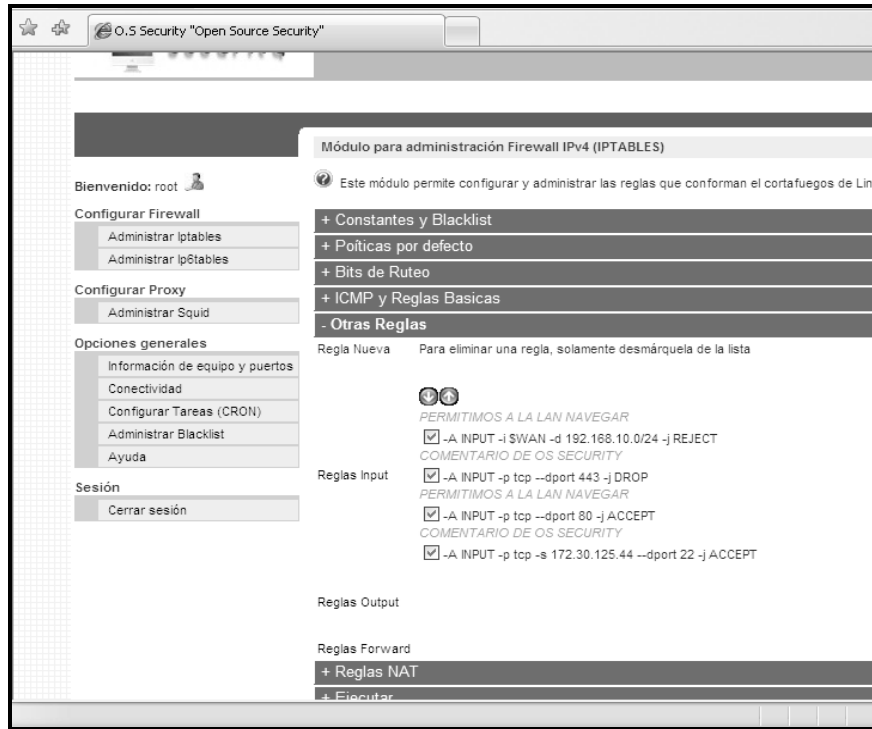 O.S Security "Open Source Security"
Módulo para administración Firewall IPv4 (IPTABLES)
Bienvenido: root
Este módulo permite configurar y administrar las reglas que conforman el cortafuegos de Lin
Configurar Firewall
Administrar Iptables
Administrar Ip6tables
Configurar Proxy
Administrar Squid
Opciones generales
Información de equipo y puertos
Conectividad
Configurar Tareas (CRON)
Administrar Blacklist
Ayuda
Sesión
Cerrar sesión
+ Constantes y Blacklist
+ Poíticas por defecto
+ Bits de Ruteo
+ ICMP y Reglas Basicas
- Otras Reglas
Regla Nueva Para eliminar una regla, solamente desmárquela de la lista
PERMITIMOS A LA LAN NAVEGAR
-A INPUT -i $WAN -d 192.168.10.0/24 -j REJECT
COMENTARIO DE OS SECURITY
Reglas Input -A INPUT -p tcp --dport 443 -j DROP
PERMITIMOS A LA LAN NAVEGAR
-A INPUT -p tcp --dport 80 -j ACCEPT
COMENTARIO DE OS SECURITY
-A INPUT -p tcp -s 172.30.125.44 --dport 22 -j ACCEPT
Reglas Output
Reglas Forward
+ Reglas NAT
+ Ejecutar